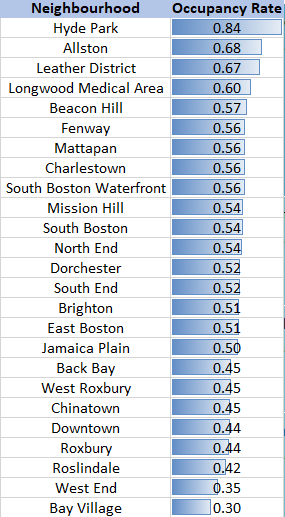 Neighbourhood Occupancy Rate
Hyde Park 0.84
Allston 0.68
Leather District 0.67
Longwood Medical Area 0.60
Beacon Hill 0.57
Fenway 0.56
Mattapan 0.56
Charlestown 0.56
South Boston Waterfront 0.56
Mission Hill 0.54
South Boston 0.54
North End 0.54
Dorchester 0.52
South End 0.52
Brighton 0.51
East Boston 0.51
Jamaica Plain 0.50
Back Bay 0.45
West Roxbury 0.45
Chinatown 0.45
Downtown 0.44
Roxbury 0.44
Roslindale 0.42
West End 0.35
Bay Village 0.30